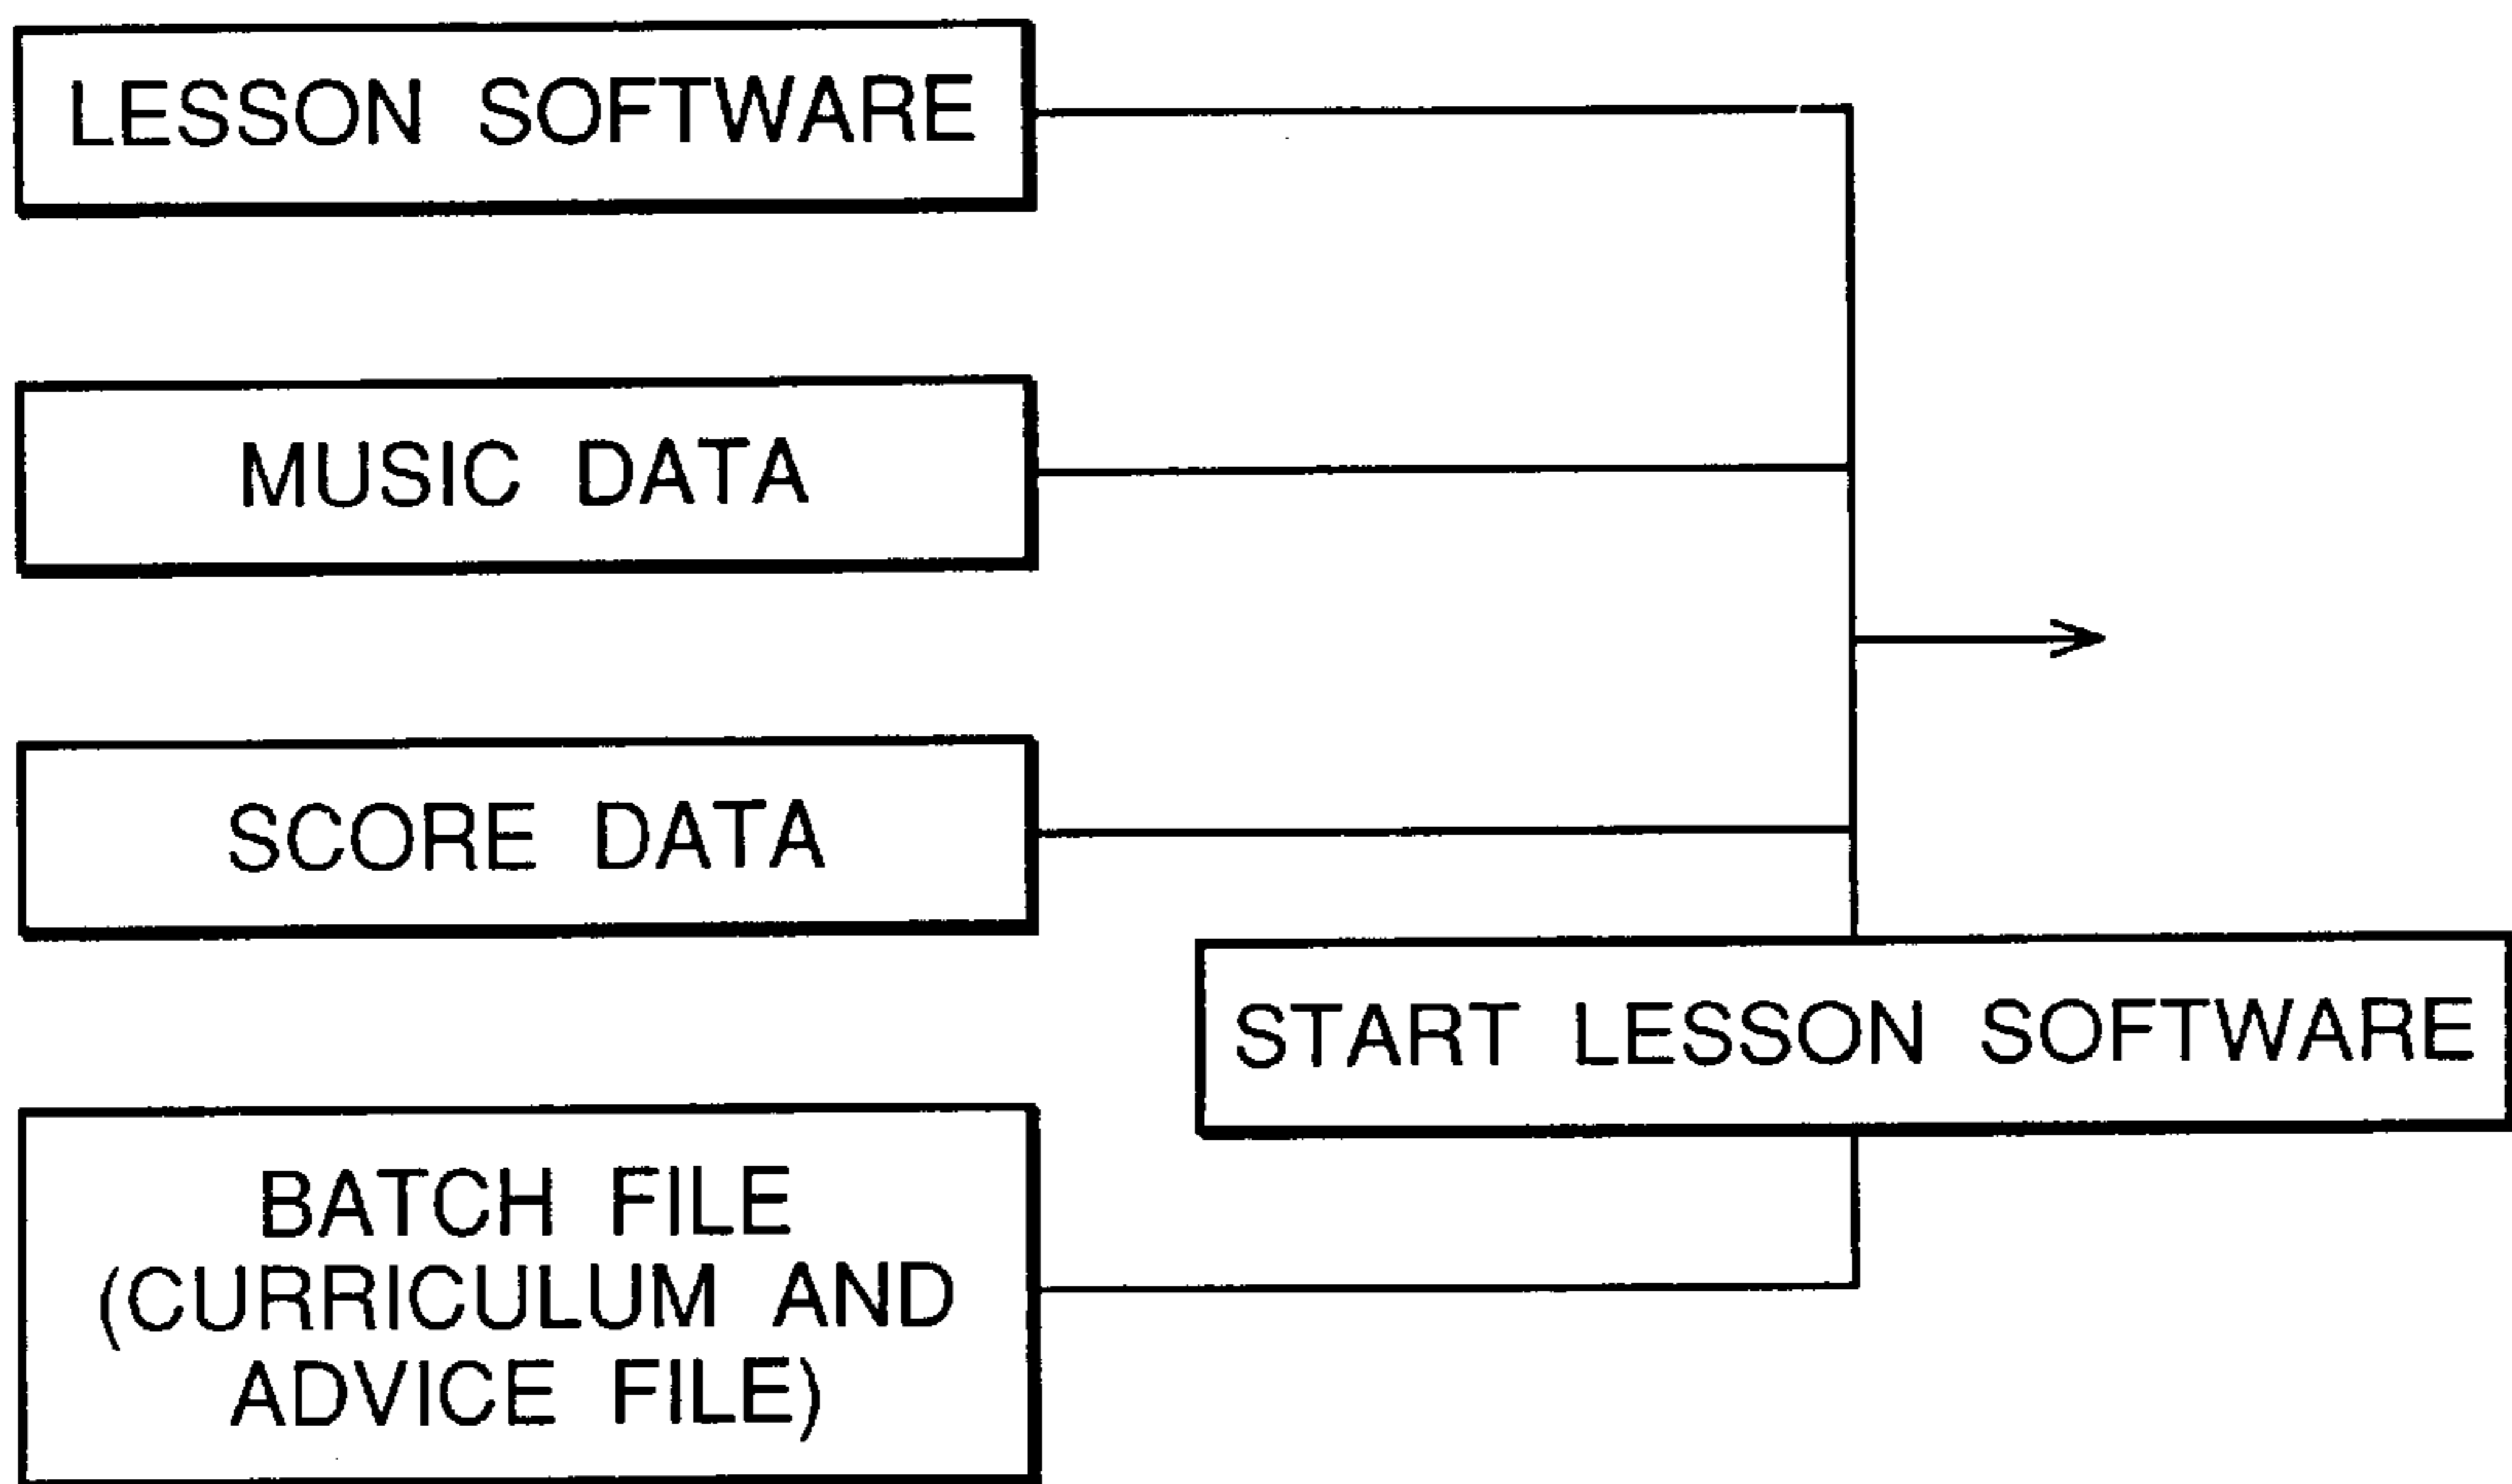 LESSON SOFTWARE
MUSIC DATA
SCORE DATA
START LESSON SOFTWARE
BATCH FILE
(CURRICULUM AND
ADVICE FILE)